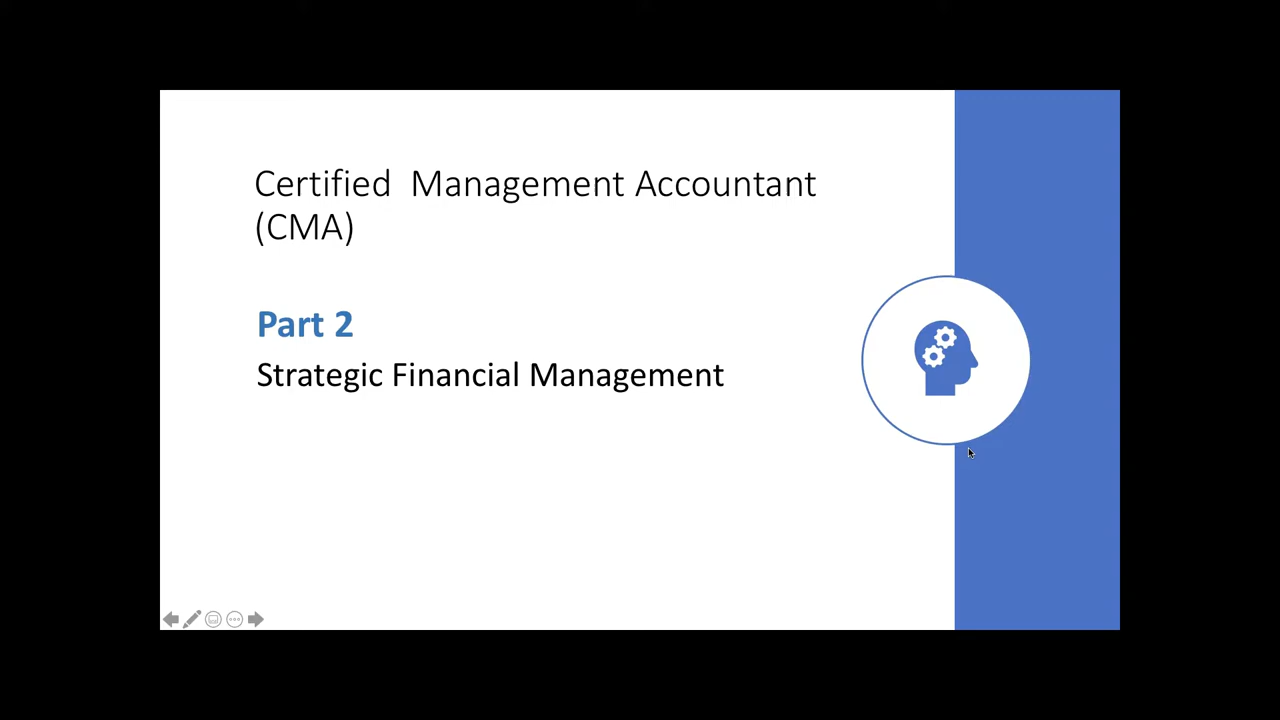 Certified  Management Accountant
(CMA)
Part 2
Strategic Financial Management